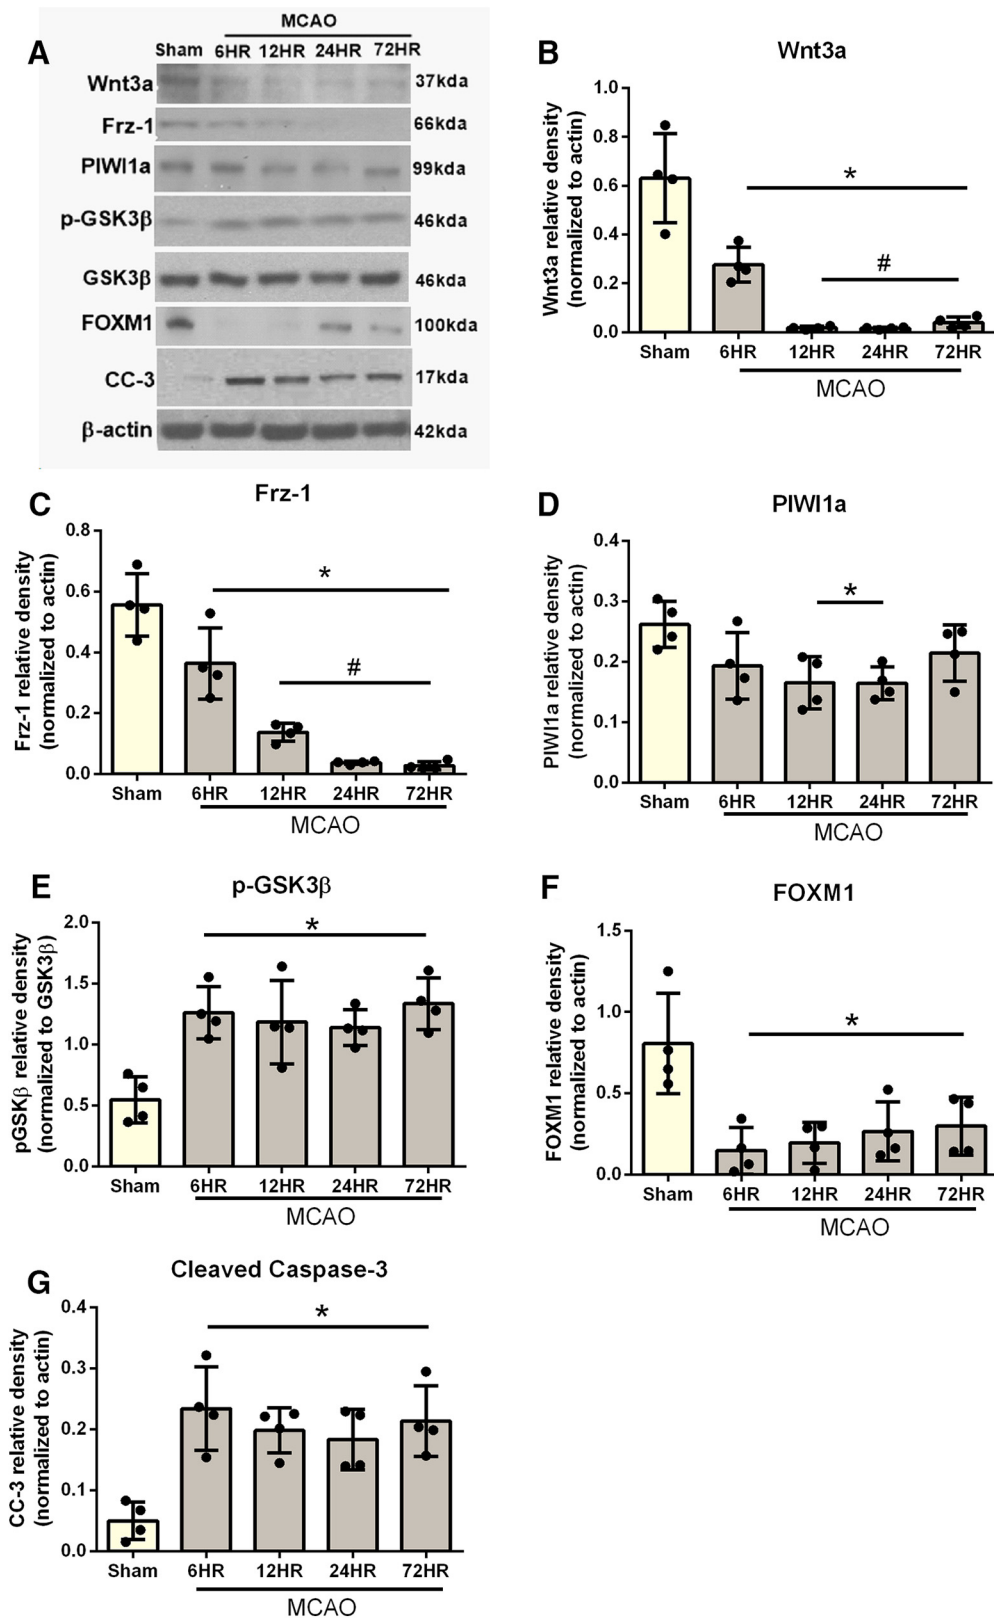 A
MCAO
Sham 6HR 12HR 24HR 72HR
Wnt3a 37kda
Frz-1 66kda
PIWI1a 99kda
p-GSK3β 46kda
GSK3β 46kda
FOXM1 100kda
CC-3 17kda
β-actin 42kda
B
Wnt3a
Wnt3a relative density
(normalized to actin)
1.0
0.8
0.6
0.4
0.2
0.0
*
#
Sham 6HR 12HR 24HR 72HR
MCAO
C
Frz-1
Frz-1 relative density
(normalized to actin)
0.8
0.6
0.4
0.2
0.0
*
#
Sham 6HR 12HR 24HR 72HR
MCAO
D
PIWI1a
PIWI1a relative density
(normalized to actin)
0.4
0.3
0.2
0.1
0.0
*
Sham 6HR 12HR 24HR 72HR
MCAO
E
p-GSK3β
pGSKβ relative density
(normalized to GSK3β)
2.0
1.5
1.0
0.5
0.0
*
Sham 6HR 12HR 24HR 72HR
MCAO
F
FOXM1
FOXM1 relative density
(normalized to actin)
1.5
1.0
0.5
0.0
*
Sham 6HR 12HR 24HR 72HR
MCAO
G
Cleaved Caspase-3
CC-3 relative density
(normalized to actin)
0.4
0.3
0.2
0.1
0.0
*
Sham 6HR 12HR 24HR 72HR
MCAO